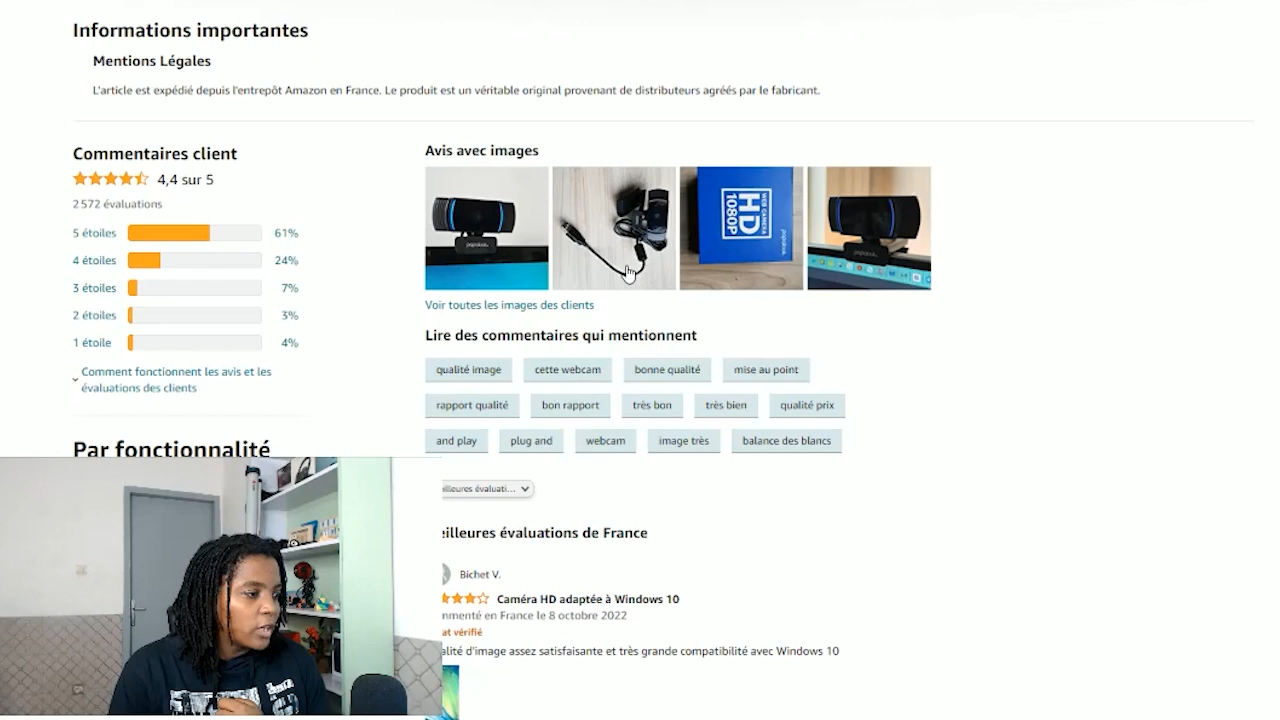 Informations importantes
Mentions Légales
L'article est expédié depuis l'entrepôt Amazon en France. Le produit est un véritable original provenant de distributeurs agréés par le fabricant.
Commentaires client
4,4 sur 5
2 572 évaluations
5 étoiles 61%
4 étoiles 24%
3 étoiles 7%
2 étoiles 3%
1 étoile 4%
Comment fonctionnent les avis et les
évaluations des clients
Par fonctionnalité
Avis avec images
papalook
WEB CAMERA
HD
1080P
papalook
papalook
Voir toutes les images des clients
Lire des commentaires qui mentionnent
qualité image cette webcam bonne qualité mise au point
rapport qualité bon rapport très bon très bien qualité prix
and play plug and webcam image très balance des blancs
illeures évaluati...
eilleures évaluations de France
Bichet V.
Caméra HD adaptée à Windows 10
nmenté en France le 8 octobre 2022
at vérifié
alité d'image assez satisfaisante et très grande compatibilité avec Windows 10